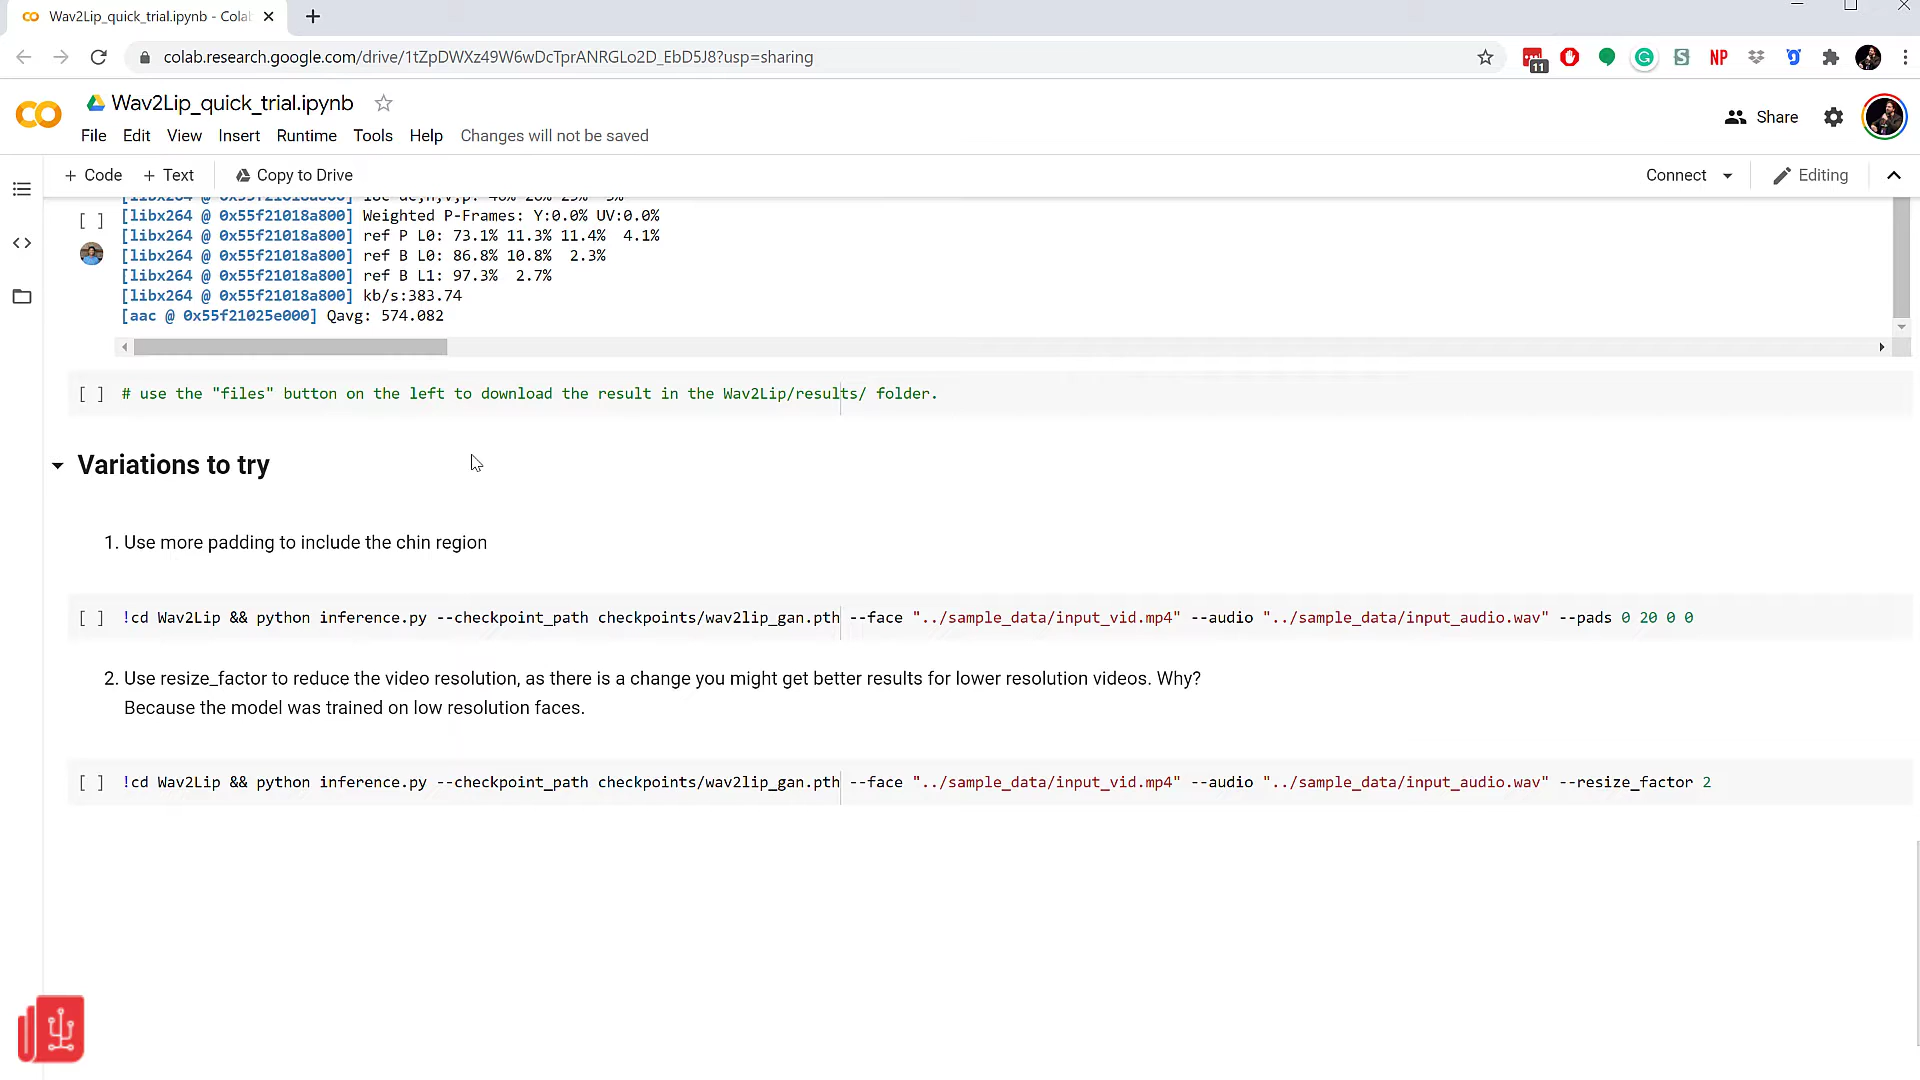 Wav2Lip_quick_trial.ipynb - Cola
colab.research.google.com/drive/1tZpDWXz49W6wDcTprANRGLo2D_EbD5J8?usp=sharing
11
NP
Wav2Lip_quick_trial.ipynb
Share
File Edit View Insert Runtime Tools Help Changes will not be saved
+ Code + Text Copy to Drive Connect Editing
[libx264 @ 0x55f21018a800]
[ ] [libx264 @ 0x55f21018a800] Weighted P-Frames: Y:0.0% UV:0.0%
[libx264 @ 0x55f21018a800] ref P L0: 73.1% 11.3% 11.4% 4.1%
[libx264 @ 0x55f21018a800] ref B L0: 86.8% 10.8% 2.3%
[libx264 @ 0x55f21018a800] ref B L1: 97.3% 2.7%
[libx264 @ 0x55f21018a800] kb/s:383.74
[aac @ 0x55f21025e000] Qavg: 574.082
[ ] # use the "files" button on the left to download the result in the Wav2Lip/results/ folder.
Variations to try
1. Use more padding to include the chin region
[ ] !cd Wav2Lip && python inference.py --checkpoint_path checkpoints/wav2lip_gan.pth --face "../sample_data/input_vid.mp4" --audio "../sample_data/input_audio.wav" --pads 0 20 0 0
2. Use resize_factor to reduce the video resolution, as there is a change you might get better results for lower resolution videos. Why?
Because the model was trained on low resolution faces.
[ ] !cd Wav2Lip && python inference.py --checkpoint_path checkpoints/wav2lip_gan.pth --face "../sample_data/input_vid.mp4" --audio "../sample_data/input_audio.wav" --resize_factor 2